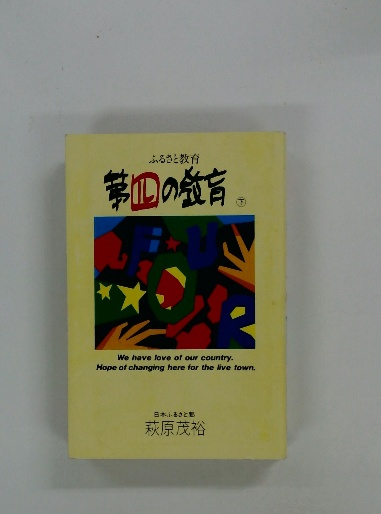 ふるさと教育
第四の教育 下
FOUR
We have love of our country.
Hope of changing here for the live town.
日本ふるさと塾
萩原茂裕